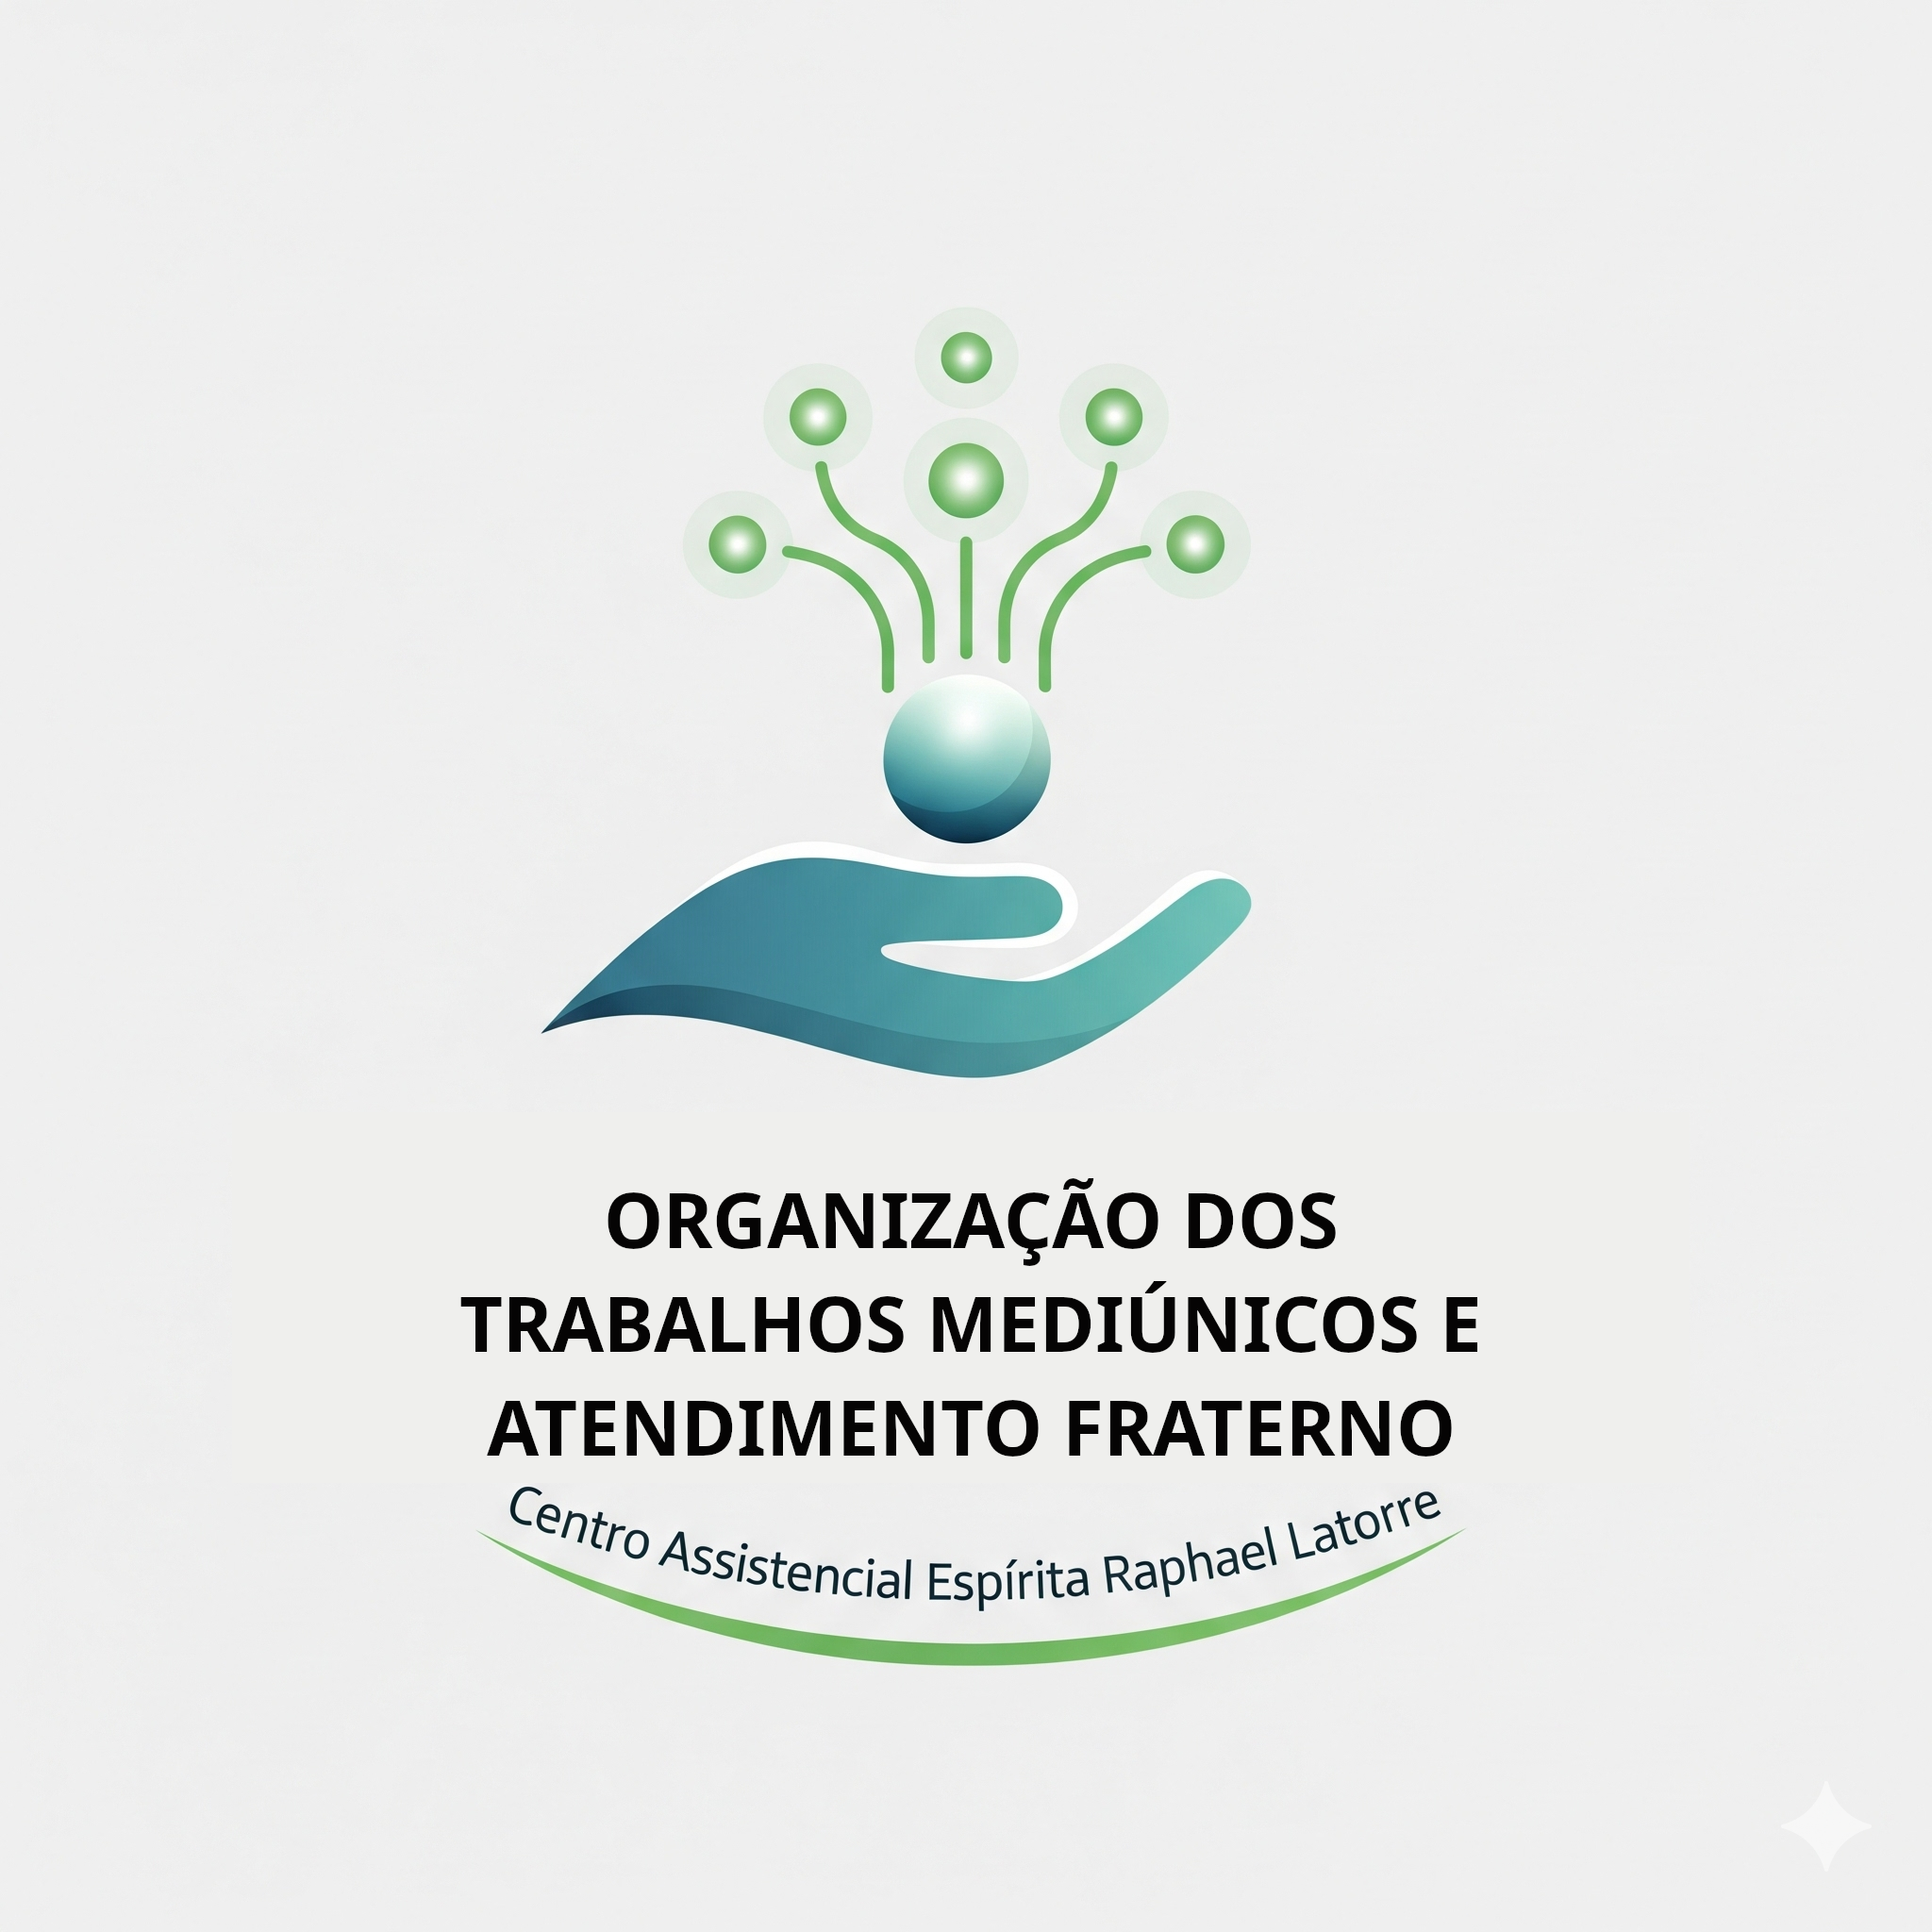 ORGANIZAÇÃO DOS
TRABALHOS MEDIÚNICOS E
ATENDIMENTO FRATERNO
Centro Assistencial Espírita Raphael Latorre